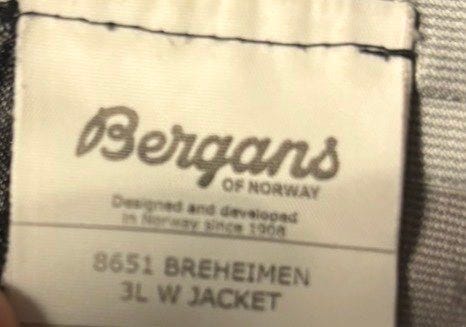 Bergans
OF NORWAY
Designed and developed
in Norway since 1908
8651 BREHEIMEN
3L W JACKET